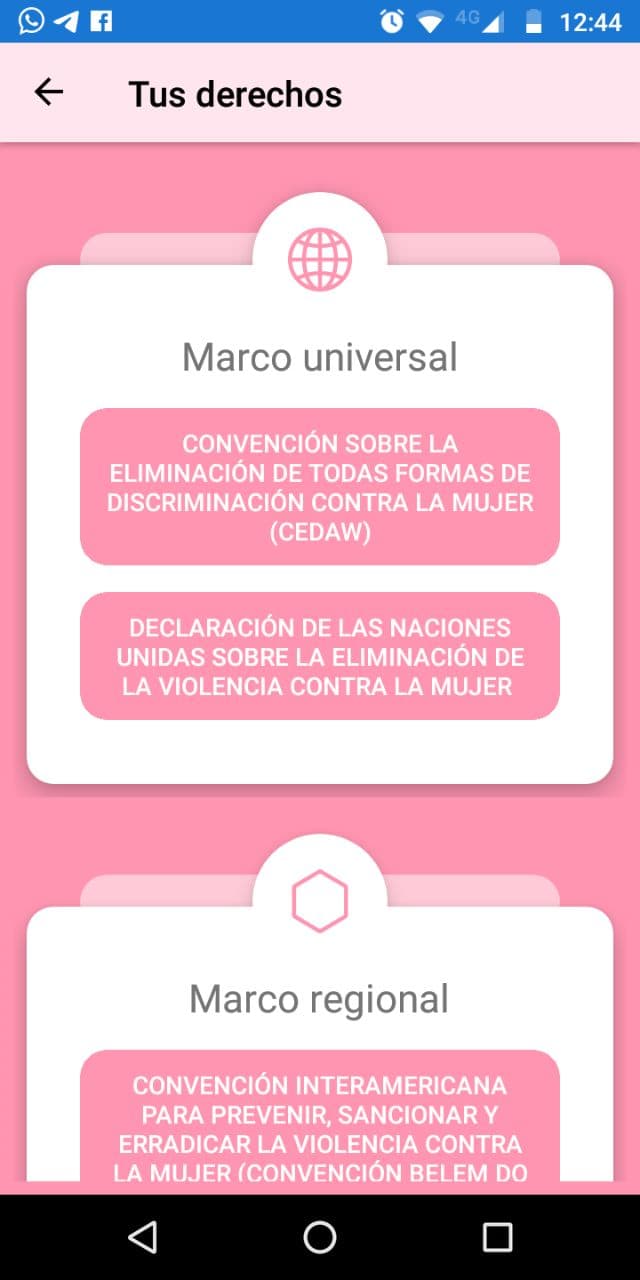 4G 12:44
Tus derechos
Marco universal
CONVENCIÓN SOBRE LA
ELIMINACIÓN DE TODAS FORMAS DE
DISCRIMINACIÓN CONTRA LA MUJER
(CEDAW)
DECLARACIÓN DE LAS NACIONES
UNIDAS SOBRE LA ELIMINACIÓN DE
LA VIOLENCIA CONTRA LA MUJER
Marco regional
CONVENCIÓN INTERAMERICANA
PARA PREVENIR, SANCIONAR Y
ERRADICAR LA VIOLENCIA CONTRA
LA MUJER (CONVENCIÓN BELEM DO